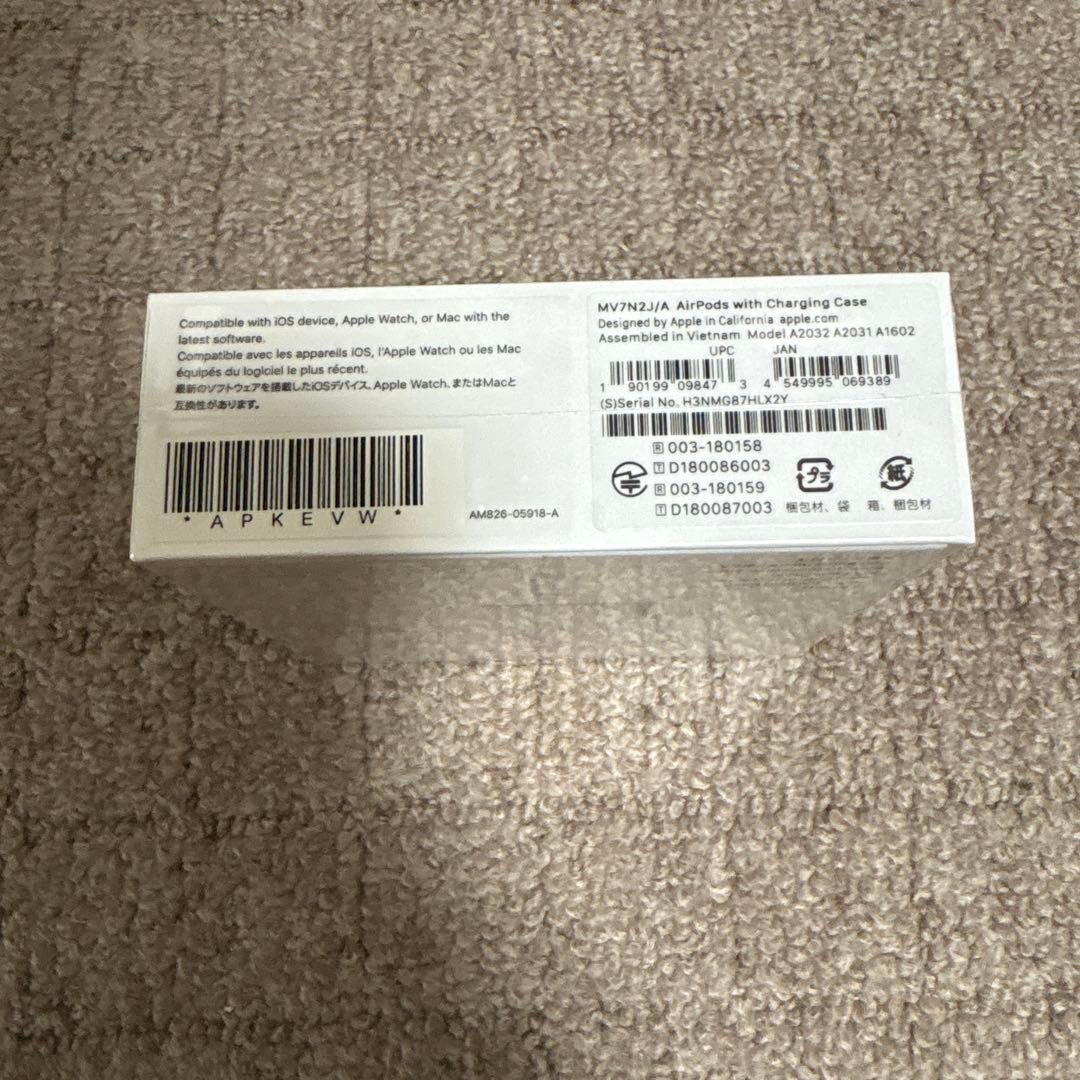 Compatible with iOS device, Apple Watch, or Mac with the
latest software.
Compatible avec les appareils iOS, l'Apple Watch ou les Mac
équipés du logiciel le plus récent.
最新のソフトウェアを搭載したiOSデバイス、Apple Watch、またはMacと
互換性があります。
* A P K E V W *
AM826-05918-A
MV7N2J/A AirPods with Charging Case
Designed by Apple in California apple.com
Assembled in Vietnam Model A2032 A2031 A1602
UPC JAN
1 90199 09847 3 4 549995 069389
(S)Serial No. H3NMG87HLX2Y
R 003-180158
T D180086003
R 003-180159
T D180087003
プラ
梱包材、袋
紙
箱、梱包材